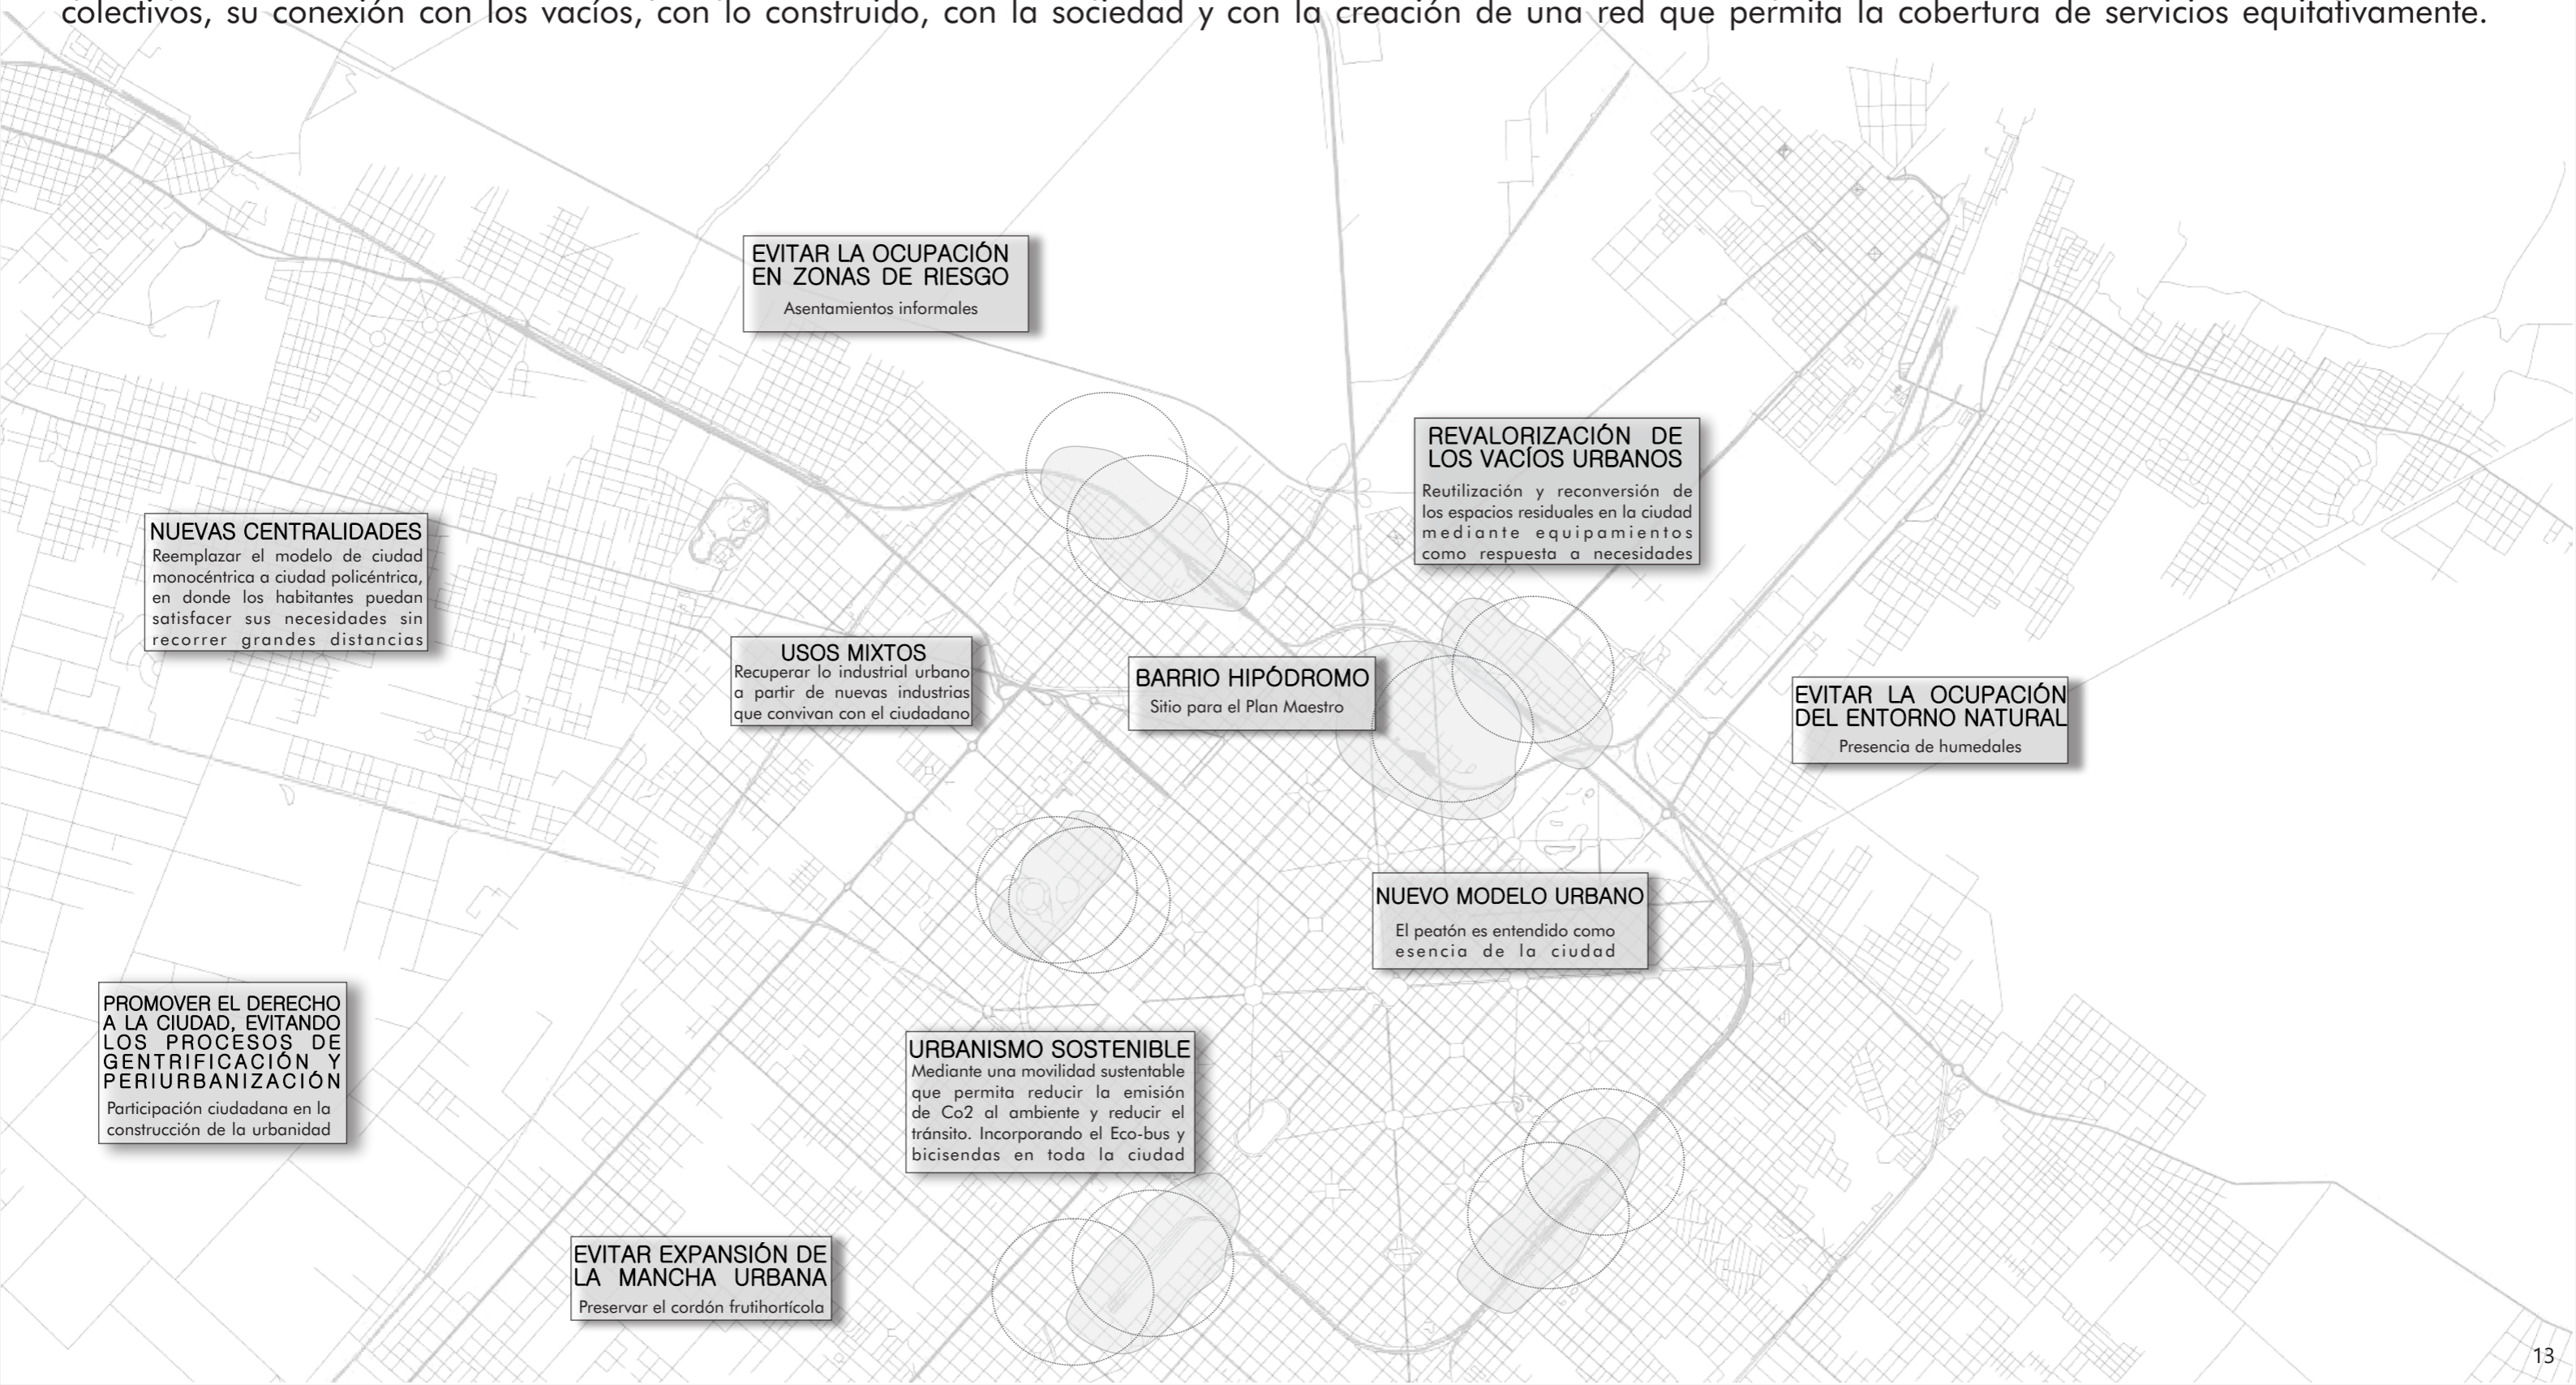 colectivos, su conexión con los vacíos, con lo construido, con la sociedad y con la creación de una red que permita la cobertura de servicios equitativamente.
EVITAR LA OCUPACIÓN
EN ZONAS DE RIESGO
Asentamientos informales
REVALORIZACIÓN DE
LOS VACÍOS URBANOS
Reutilización y reconversión de
los espacios residuales en la ciudad
mediante equipamientos
como respuesta a necesidades
NUEVAS CENTRALIDADES
Reemplazar el modelo de ciudad
monocéntrica a ciudad policéntrica,
en donde los habitantes puedan
satisfacer sus necesidades sin
recorrer grandes distancias
USOS MIXTOS
Recuperar lo industrial urbano
a partir de nuevas industrias
que convivan con el ciudadano
BARRIO HIPÓDROMO
Sitio para el Plan Maestro
EVITAR LA OCUPACIÓN
DEL ENTORNO NATURAL
Presencia de humedales
NUEVO MODELO URBANO
El peatón es entendido como
esencia de la ciudad
PROMOVER EL DERECHO
A LA CIUDAD, EVITANDO
LOS PROCESOS DE
GENTRIFICACIÓN Y
PERIURBANIZACIÓN
Participación ciudadana en la
construcción de la urbanidad
URBANISMO SOSTENIBLE
Mediante una movilidad sustentable
que permita reducir la emisión
de Co2 al ambiente y reducir el
tránsito. Incorporando el Eco-bus y
bicisendas en toda la ciudad
EVITAR EXPANSIÓN DE
LA MANCHA URBANA
Preservar el cordón frutihortícola
13